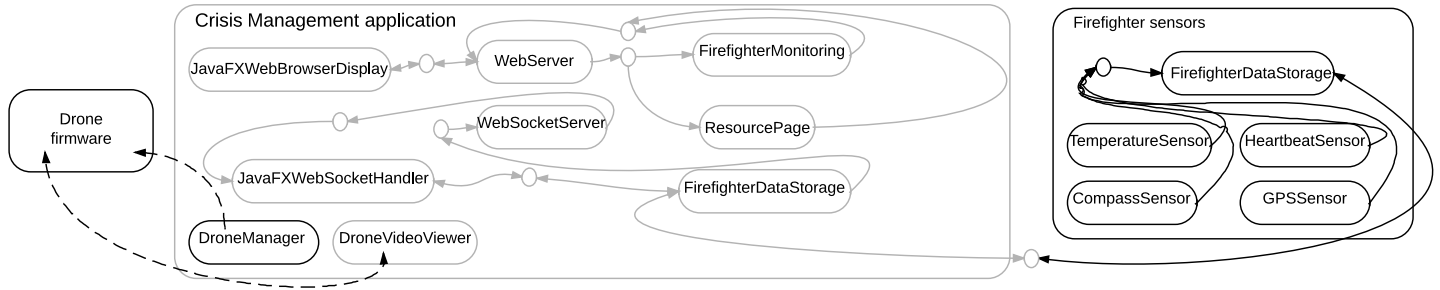 Crisis Management application
Firefighter sensors
JavaFXWebBrowserDisplay
WebServer
FirefighterMonitoring
FirefighterDataStorage
Drone
firmware
WebSocketServer
ResourcePage
TemperatureSensor
HeartbeatSensor
JavaFXWebSocketHandler
FirefighterDataStorage
CompassSensor
GPSSensor
DroneManager
DroneVideoViewer